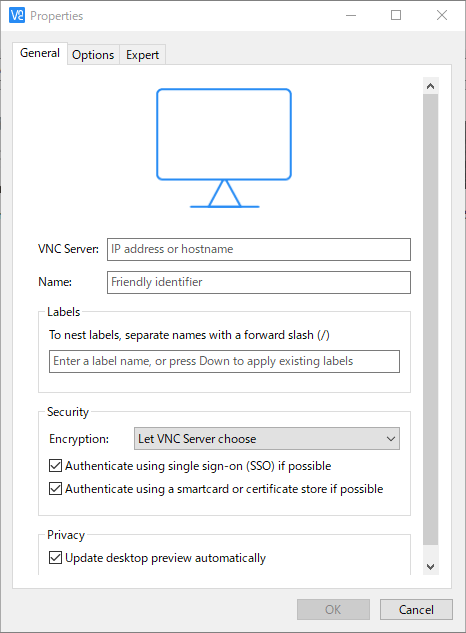 Properties
General Options Expert
VNC Server: IP address or hostname
Name: Friendly identifier
Labels
To nest labels, separate names with a forward slash (/)
Enter a label name, or press Down to apply existing labels
Security
Encryption: Let VNC Server choose
Authenticate using single sign-on (SSO) if possible
Authenticate using a smartcard or certificate store if possible
Privacy
Update desktop preview automatically
OK Cancel